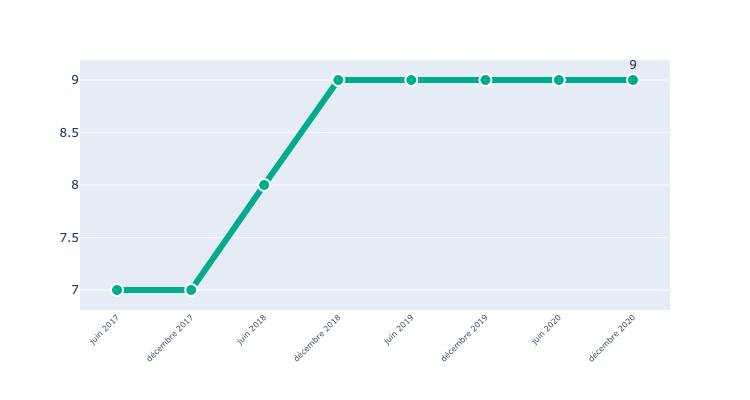 9
9
8.5
8
7.5
7
juin 2017
décembre 2017
juin 2018
décembre 2018
juin 2019
décembre 2019
juin 2020
décembre 2020